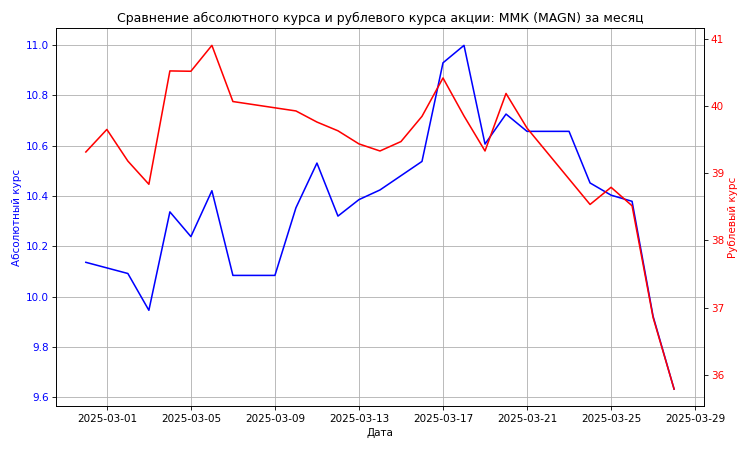 Сравнение абсолютного курса и рублевого курса акции: ММК (MAGN) за месяц
11.0
10.8
10.6
10.4
10.2
10.0
9.8
9.6
Абсолютный курс
41
40
39
38
37
36
Рублевый курс
2025-03-01 2025-03-05 2025-03-09 2025-03-13 2025-03-17 2025-03-21 2025-03-25 2025-03-29
Дата